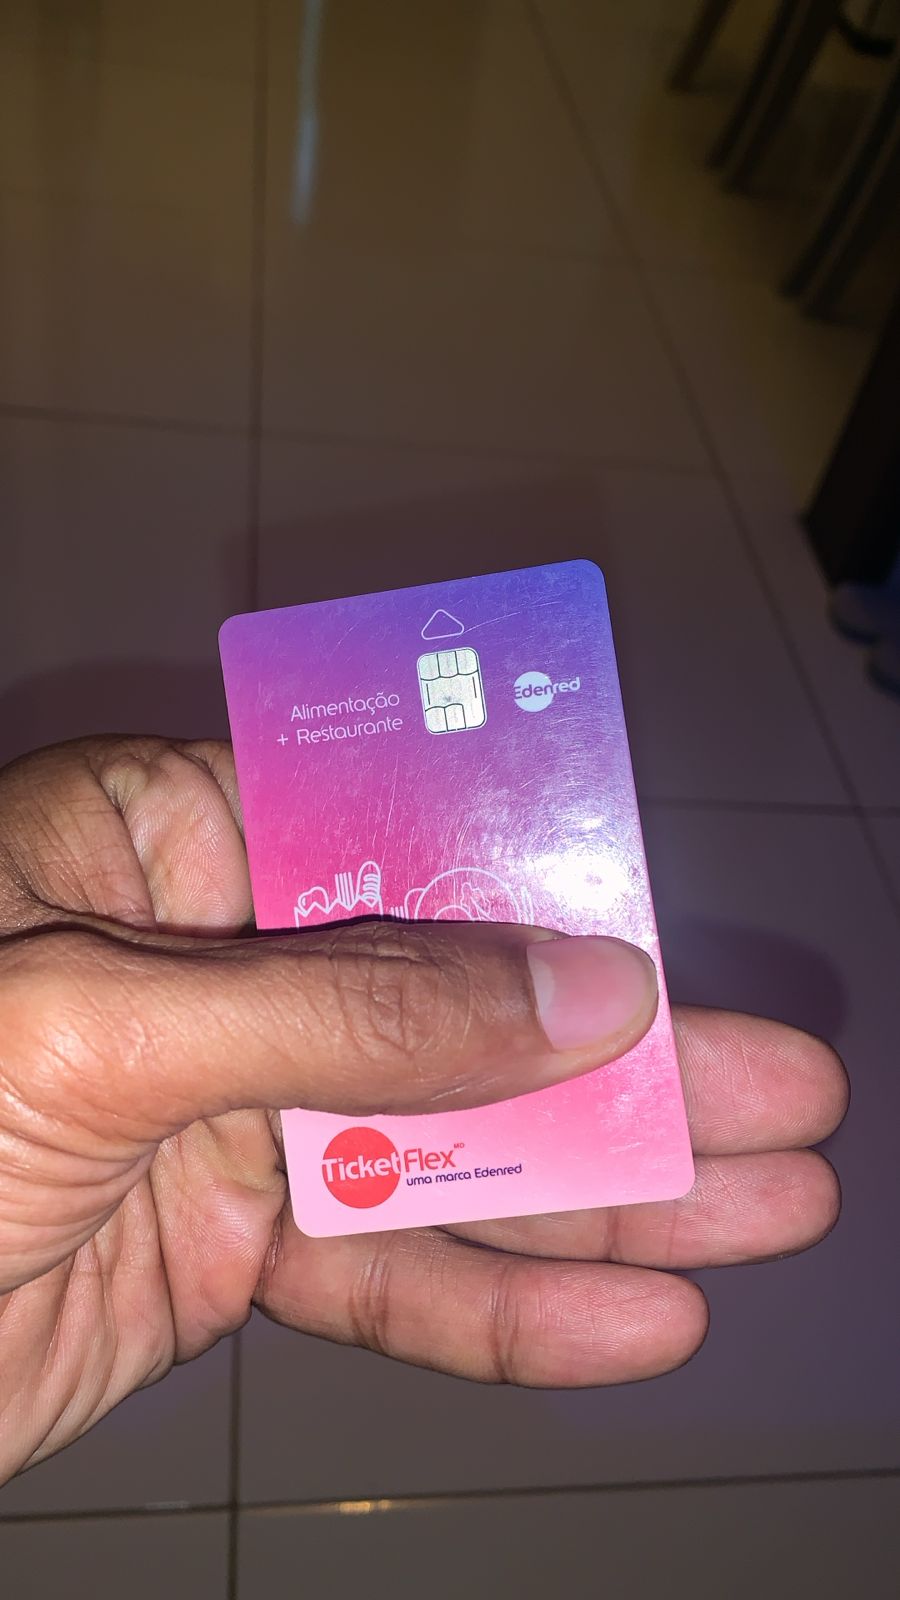 Alimentação
+ Restaurante
Edenred
TicketFlex MD
uma marca Edenred